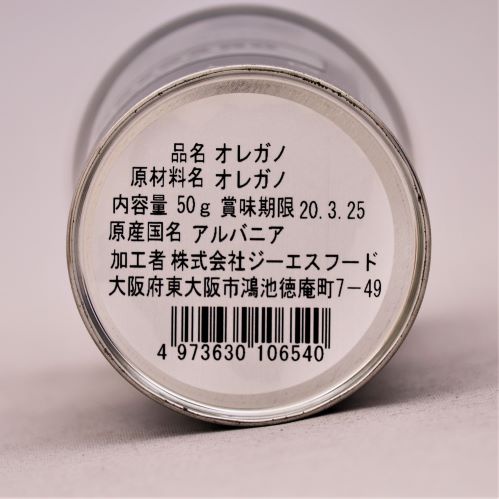 品名 オレガノ
原材料名 オレガノ
内容量 50g 賞味期限 20.3.25
原産国名 アルバニア
加工者 株式会社ジーエスフード
大阪府東大阪市鴻池徳庵町7-49
4 973630 106540